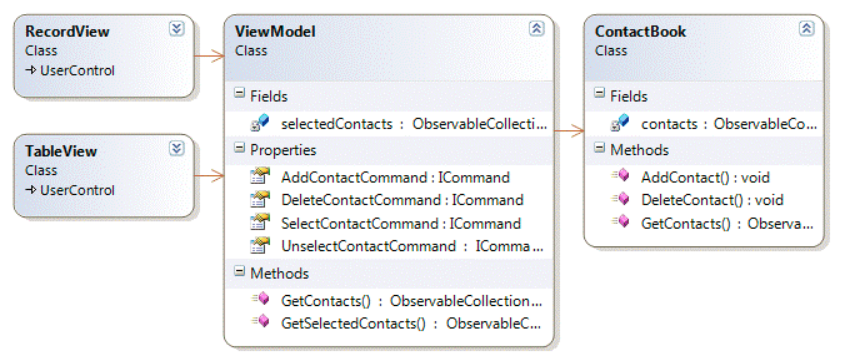 RecordView
Class
UserControl
TableView
Class
UserControl
ViewModel
Class
Fields
selectedContacts : ObservableCollecti...
Properties
AddContactCommand : ICommand
DeleteContactCommand : ICommand
SelectContactCommand : ICommand
UnselectContactCommand : IComma...
Methods
GetContacts() : ObservableCollection...
GetSelectedContacts() : ObservableC...
ContactBook
Class
Fields
contacts : ObservableCo...
Methods
AddContact() : void
DeleteContact() : void
GetContacts() : Observa...